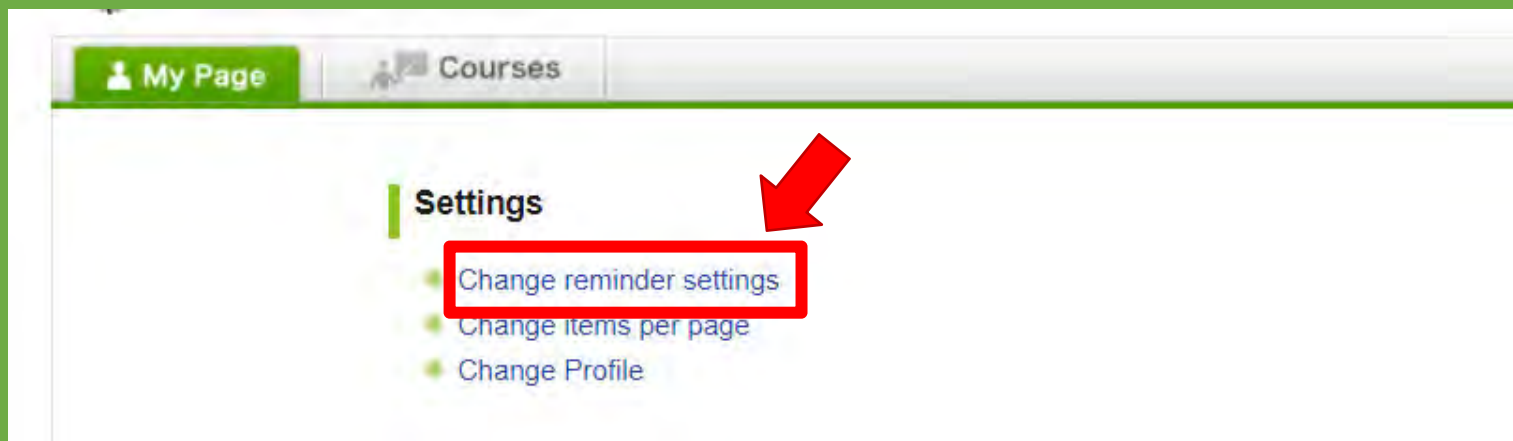 My Page
Courses
Settings
Change reminder settings
Change items per page
Change Profile